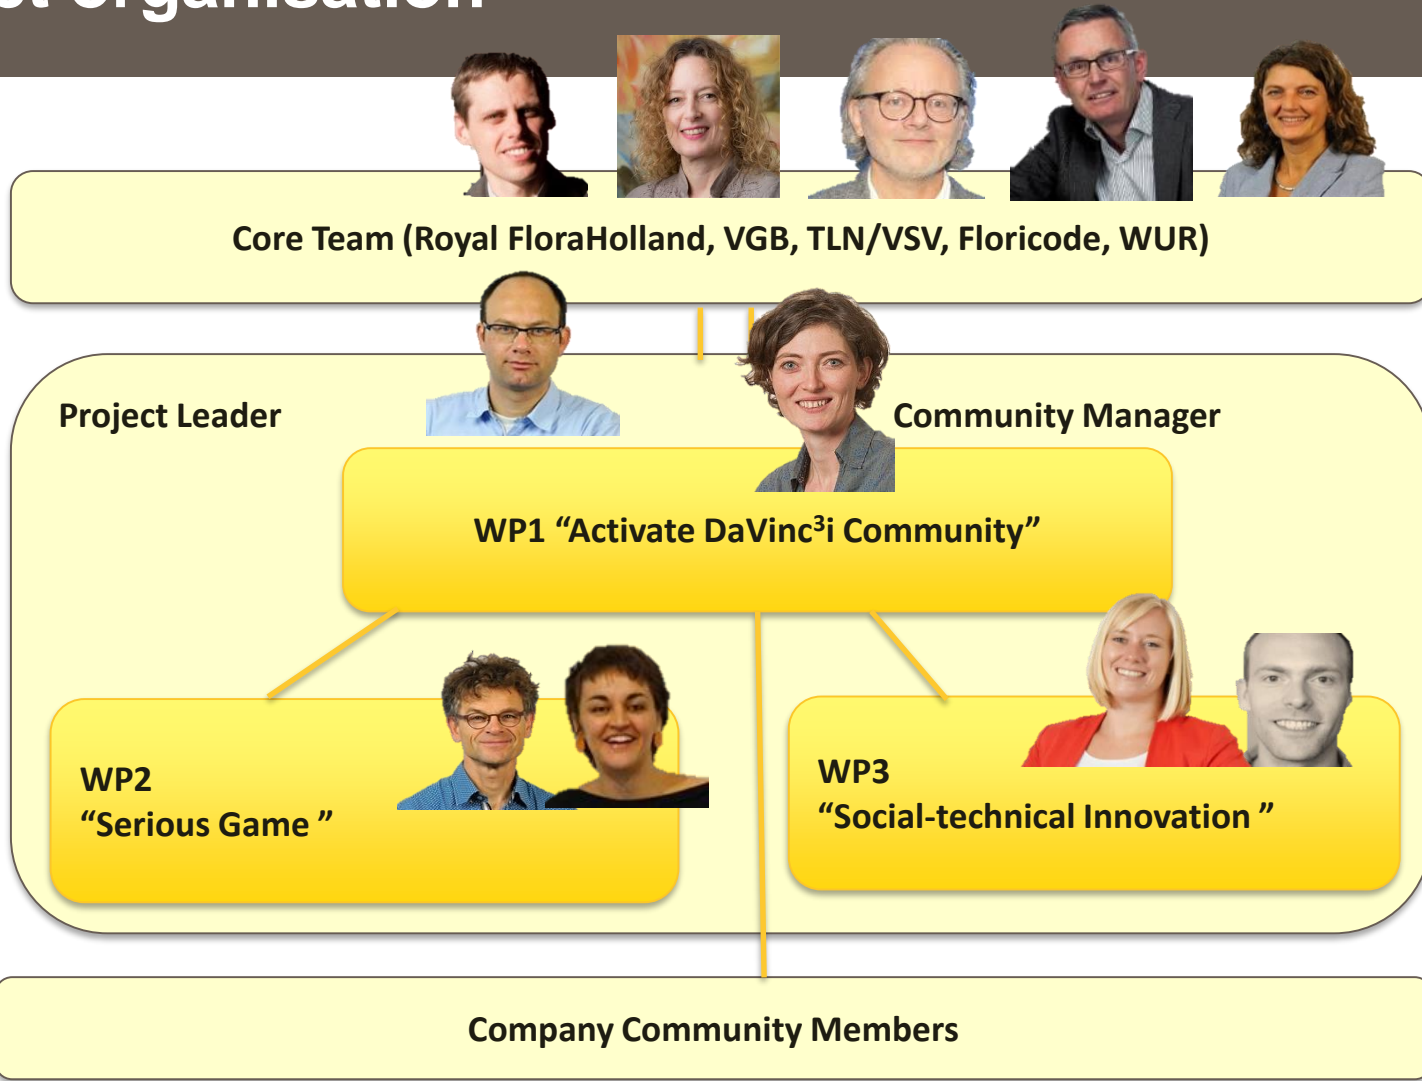 organisation
Core Team (Royal FloraHolland, VGB, TLN/VSV, Floricode, WUR)
Project Leader
Community Manager
WP1 “Activate DaVinc³i Community”
WP2
“Serious Game ”
WP3
“Social-technical Innovation ”
Company Community Members